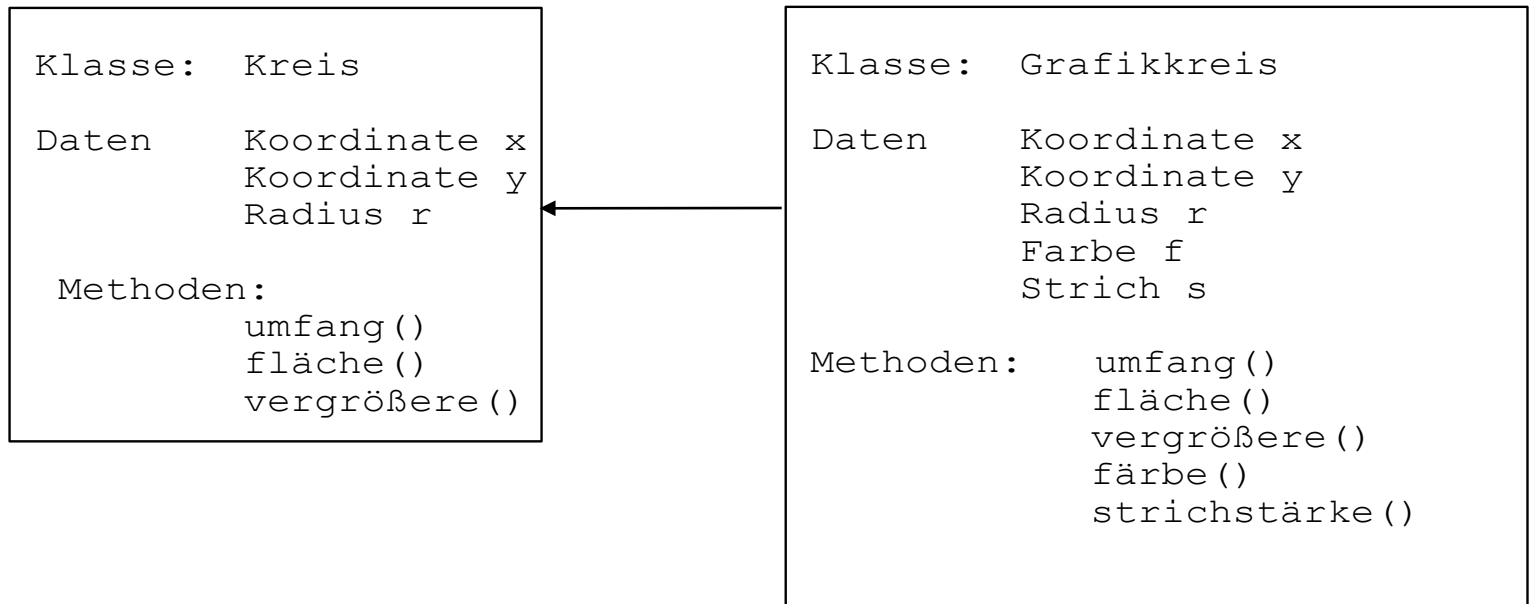 Klasse: Kreis
Daten Koordinate x
Koordinate y
Radius r
Methoden:
umfang()
fläche()
vergrößere()
Klasse: Grafikkreis
Daten Koordinate x
Koordinate y
Radius r
Farbe f
Strich s
Methoden: umfang()
fläche()
vergrößere()
färbe()
strichstärke()